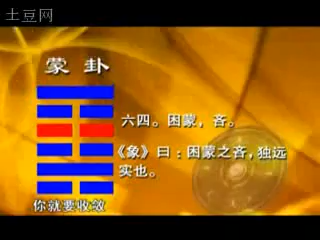 土豆网
蒙卦
六四。困蒙，吝。
《象》曰：困蒙之吝，独远
实也。
你就要收敛